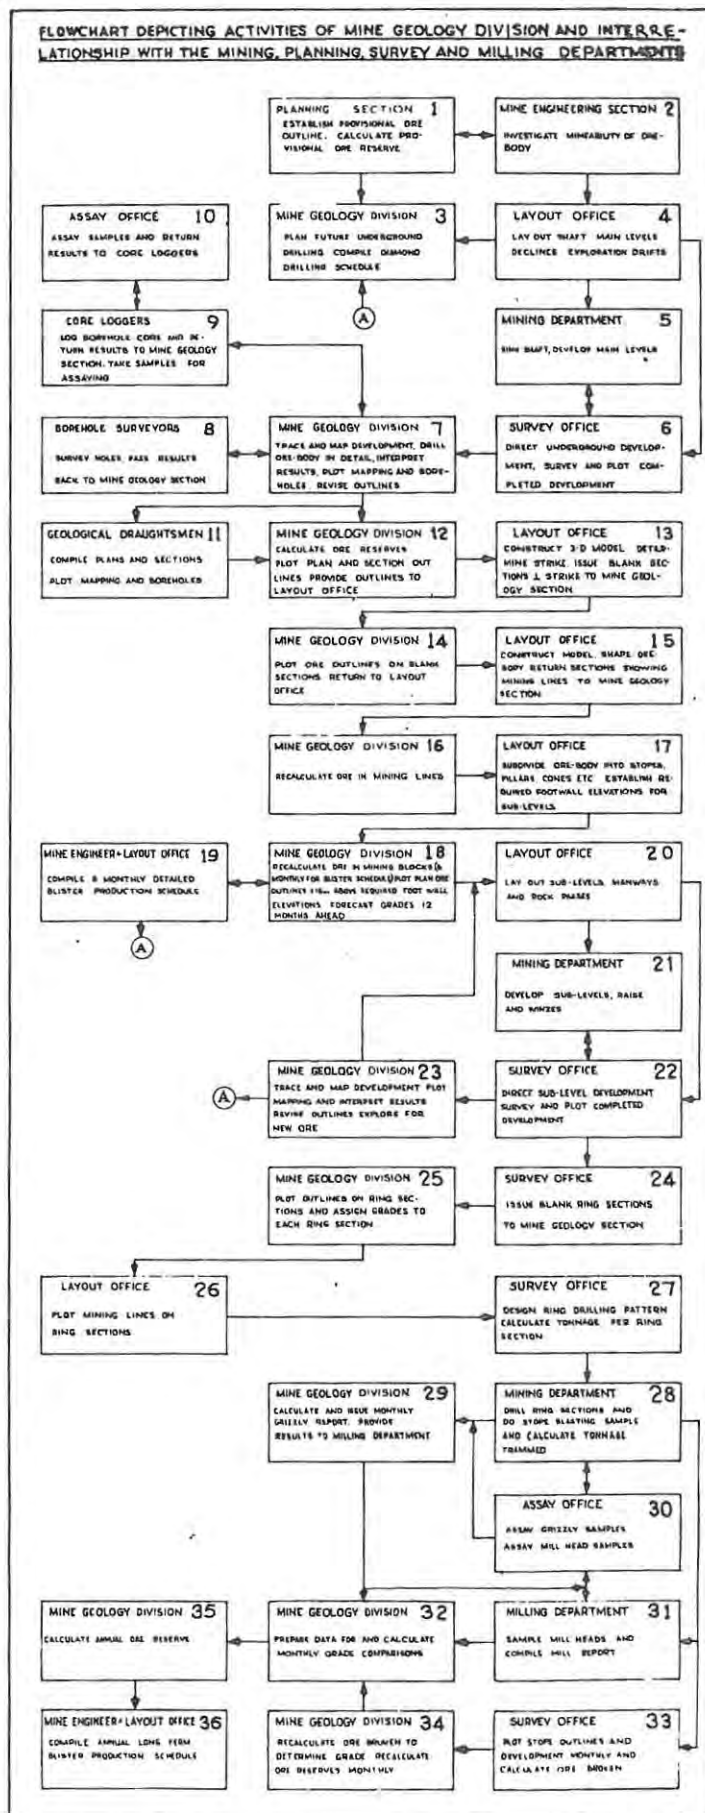 FLOWCHART DEPICTING ACTIVITIES OF MINE GEOLOGY DIVISION AND INTERRE-
LATIONSHIP WITH THE MINING, PLANNING, SURVEY AND MILLING DEPARTMENTS
PLANNING SECTION 1
ESTABLISH PROVISIONAL ORE
OUTLINE. CALCULATE PRO-
VISIONAL ORE RESERVE
MINE ENGINEERING SECTION 2
INVESTIGATE MINEABILITY OF ORE-
BODY
ASSAY OFFICE 10
ASSAY SAMPLES AND RETURN
RESULTS TO CORE LOGGERS
MINE GEOLOGY DIVISION 3
PLAN FUTURE UNDERGROUND
DRILLING COMPILE DIAMOND
DRILLING SCHEDULE
LAYOUT OFFICE 4
LAY OUT SHAFT MAIN LEVELS
DECLINES EXPLORATION DRIFTS
A
CORE LOGGERS 9
LOG BOREHOLE CORE AND RE-
TURN RESULTS TO MINE GEOLOGY
SECTION. TAKE SAMPLES FOR
ASSAYING
MINING DEPARTMENT 5
SINK SHAFT, DEVELOP MAIN LEVELS
BOREHOLE SURVEYORS 8
SURVEY HOLES, PASS RESULTS
BACK TO MINE GEOLOGY SECTION
MINE GEOLOGY DIVISION 7
TRACE AND MAP DEVELOPMENT, DRILL
ORE-BODY IN DETAIL, INTERPRET
RESULTS, PLOT MAPPING AND BORE-
HOLES. REVISE OUTLINES
SURVEY OFFICE 6
DIRECT UNDERGROUND DEVELOP-
MENT, SURVEY AND PLOT COM-
PLETED DEVELOPMENT
GEOLOGICAL DRAUGHTSMEN 11
COMPILE PLANS AND SECTIONS
PLOT MAPPING AND BOREHOLES
MINE GEOLOGY DIVISION 12
CALCULATE ORE RESERVES
PLOT PLAN AND SECTION OUT
LINES PROVIDE OUTLINES TO
LAYOUT OFFICE
LAYOUT OFFICE 13
CONSTRUCT 3-D MODEL DETER-
MINE STRIKE. ISSUE BLANK SEC-
TIONS ⊥ STRIKE TO MINE GEOL-
OGY SECTION
MINE GEOLOGY DIVISION 14
PLOT ORE OUTLINES ON BLANK
SECTIONS RETURN TO LAYOUT
OFFICE
LAYOUT OFFICE 15
CONSTRUCT MODEL. SHAPE ORE-
BODY RETURN SECTIONS SHOWING
MINING LINES TO MINE GEOLOGY
SECTION
MINE GEOLOGY DIVISION 16
RECALCULATE ORE IN MINING LINES
LAYOUT OFFICE 17
SUBDIVIDE ORE-BODY INTO STOPES,
PILLARS, CONES ETC ESTABLISH RE-
QUIRED FOOTWALL ELEVATIONS FOR
SUB-LEVELS
MINE ENGINEER+LAYOUT OFFICE 19
COMPILE 8 MONTHLY DETAILED
BLISTER PRODUCTION SCHEDULE
A
MINE GEOLOGY DIVISION 18
RECALCULATE ORE IN MINING BLOCKS
MONTHLY FOR BLISTER SCHEDULE) PLOT PLAN ORE
OUTLINES ABOVE REQUIRED FOOT WALL
ELEVATIONS FORECAST GRADES 12
MONTHS AHEAD
LAYOUT OFFICE 20
LAY OUT SUB-LEVELS, MANWAYS
AND ROCK PASSES
MINING DEPARTMENT 21
DEVELOP SUB-LEVELS, RAISE
AND WINZES
A
MINE GEOLOGY DIVISION 23
TRACE AND MAP DEVELOPMENT PLOT
MAPPING AND INTERPRET RESULTS
REVISE OUTLINES EXPLORE FOR
NEW ORE
SURVEY OFFICE 22
DIRECT SUB-LEVEL DEVELOPMENT
SURVEY AND PLOT COMPLETED
DEVELOPMENT
MINE GEOLOGY DIVISION 25
PLOT OUTLINES ON RING SEC-
TIONS AND ASSIGN GRADES TO
EACH RING SECTION
SURVEY OFFICE 24
ISSUE BLANK RING SECTIONS
TO MINE GEOLOGY SECTION
LAYOUT OFFICE 26
PLOT MINING LINES ON
RING SECTIONS
SURVEY OFFICE 27
DESIGN RING DRILLING PATTERN
CALCULATE TONNAGE PER RING
SECTION
MINE GEOLOGY DIVISION 29
CALCULATE AND ISSUE MONTHLY
GRIZZLY REPORT. PROVIDE
RESULTS TO MILLING DEPARTMENT
MINING DEPARTMENT 28
DRILL RING SECTIONS AND
DO STOPE BLASTING SAMPLE
AND CALCULATE TONNAGE
TRAMMED
ASSAY OFFICE 30
ASSAY GRIZZLY SAMPLES
ASSAY MILL HEAD SAMPLES
MINE GEOLOGY DIVISION 35
CALCULATE ANNUAL ORE RESERVE
MINE GEOLOGY DIVISION 32
PREPARE DATA FOR AND CALCULATE
MONTHLY GRADE COMPARISONS
MILLING DEPARTMENT 31
SAMPLE MILL HEADS AND
COMPILE MILL REPORT
MINE ENGINEER+LAYOUT OFFICE 36
COMPILE ANNUAL LONG TERM
BLISTER PRODUCTION SCHEDULE
MINE GEOLOGY DIVISION 34
RECALCULATE ORE BROKEN TO
DETERMINE GRADE RECALCULATE
ORE RESERVES MONTHLY
SURVEY OFFICE 33
PLOT STOPE OUTLINES AND
DEVELOPMENT MONTHLY AND
CALCULATE ORE BROKEN